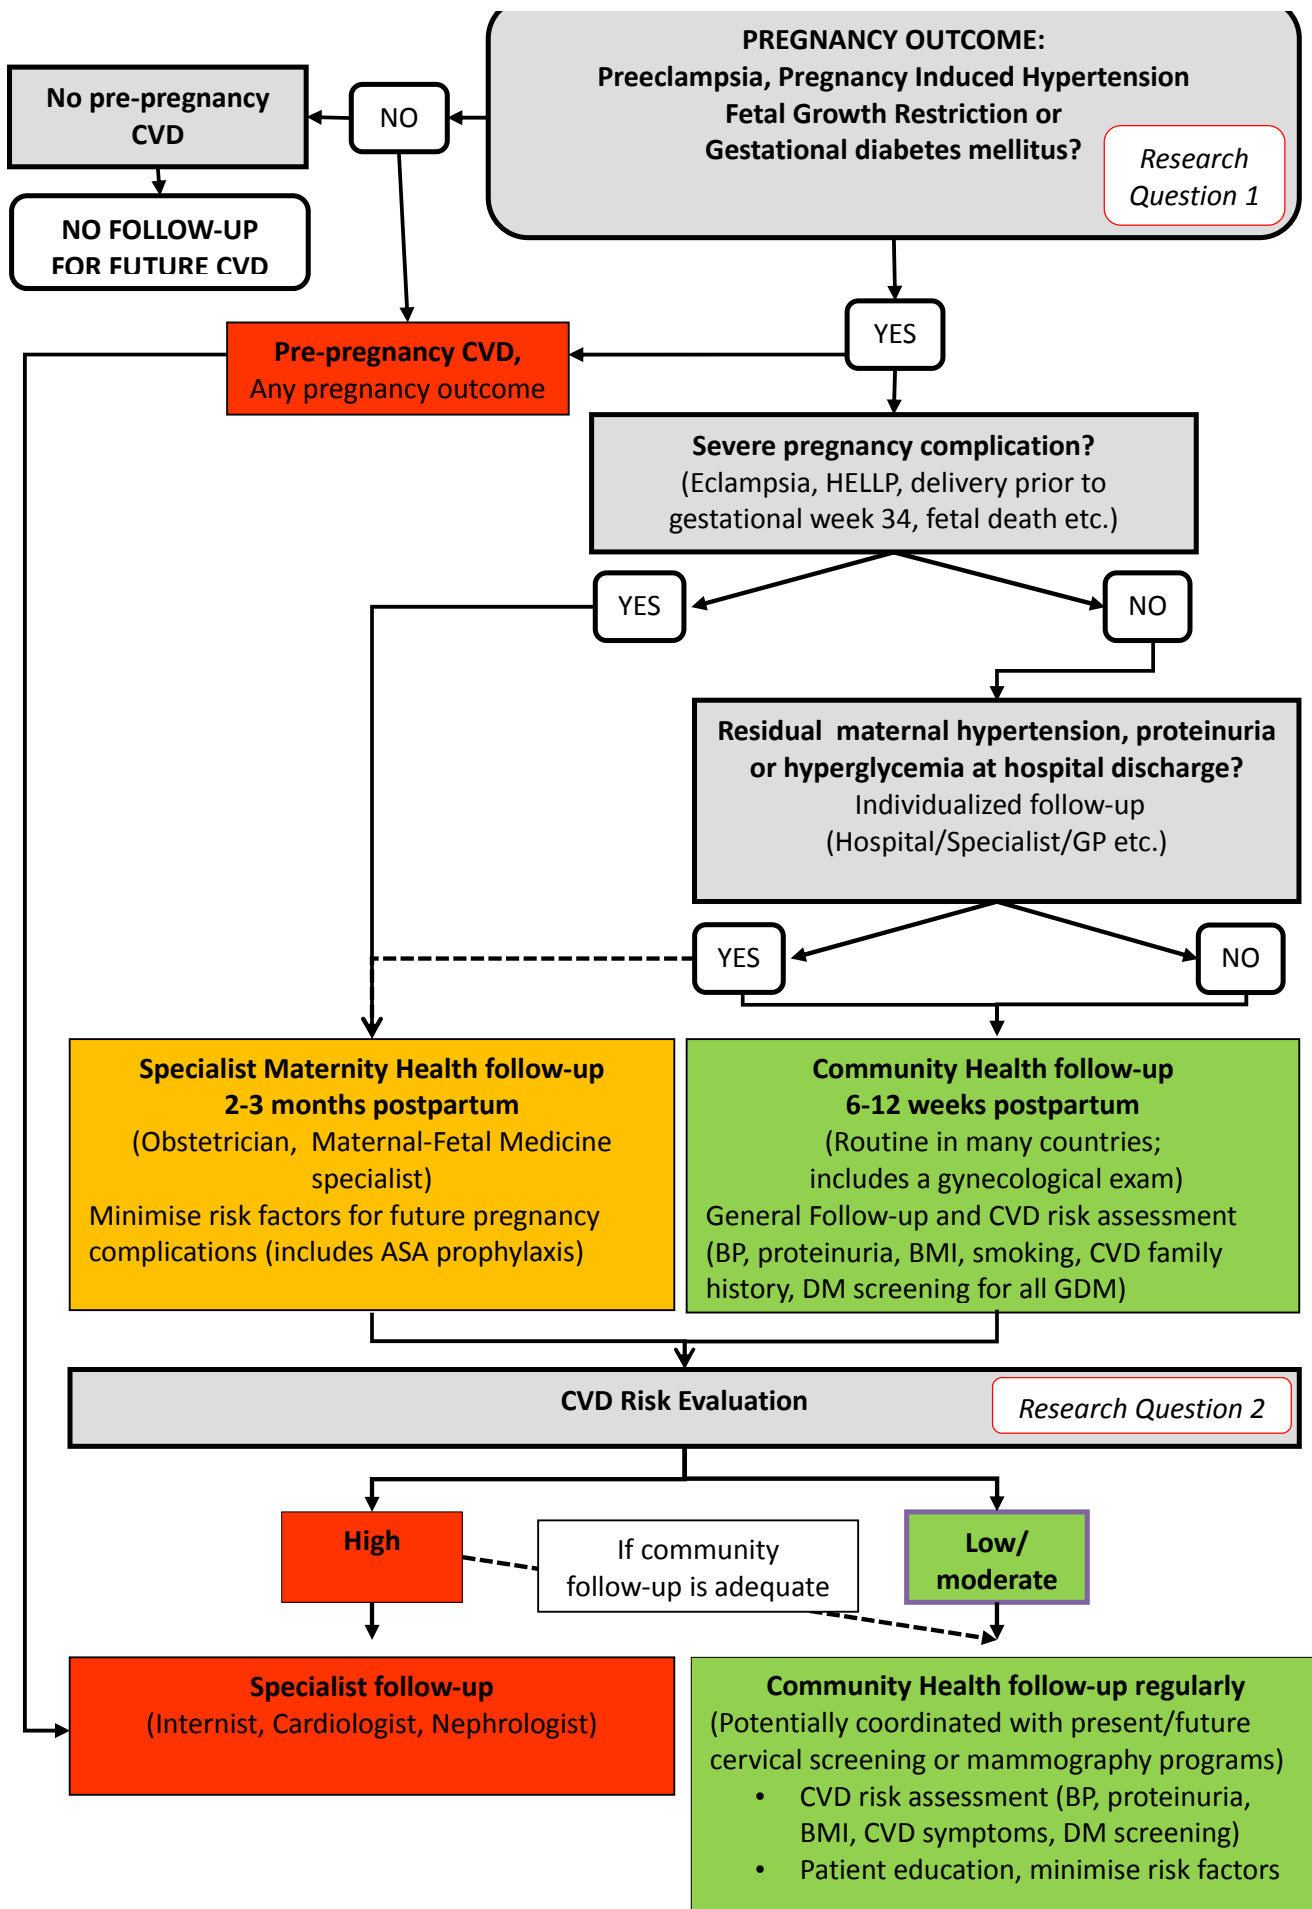 PREGNANCY OUTCOME:
Preeclampsia, Pregnancy Induced Hypertension
Fetal Growth Restriction or
Gestational diabetes mellitus?
Research
Question 1
NO
No pre-pregnancy
CVD
NO FOLLOW-UP
FOR FUTURE CVD
YES
Pre-pregnancy CVD,
Any pregnancy outcome
Severe pregnancy complication?
(Eclampsia, HELLP, delivery prior to
gestational week 34, fetal death etc.)
YES
NO
Residual maternal hypertension, proteinuria
or hyperglycemia at hospital discharge?
Individualized follow-up
(Hospital/Specialist/GP etc.)
YES
NO
Specialist Maternity Health follow-up
2-3 months postpartum
(Obstetrician, Maternal-Fetal Medicine
specialist)
Minimise risk factors for future pregnancy
complications (includes ASA prophylaxis)
Community Health follow-up
6-12 weeks postpartum
(Routine in many countries;
includes a gynecological exam)
General Follow-up and CVD risk assessment
(BP, proteinuria, BMI, smoking, CVD family
history, DM screening for all GDM)
CVD Risk Evaluation
Research Question 2
High
If community
follow-up is adequate
Low/
moderate
Specialist follow-up
(Internist, Cardiologist, Nephrologist)
Community Health follow-up regularly
(Potentially coordinated with present/future
cervical screening or mammography programs)
• CVD risk assessment (BP, proteinuria,
BMI, CVD symptoms, DM screening)
• Patient education, minimise risk factors